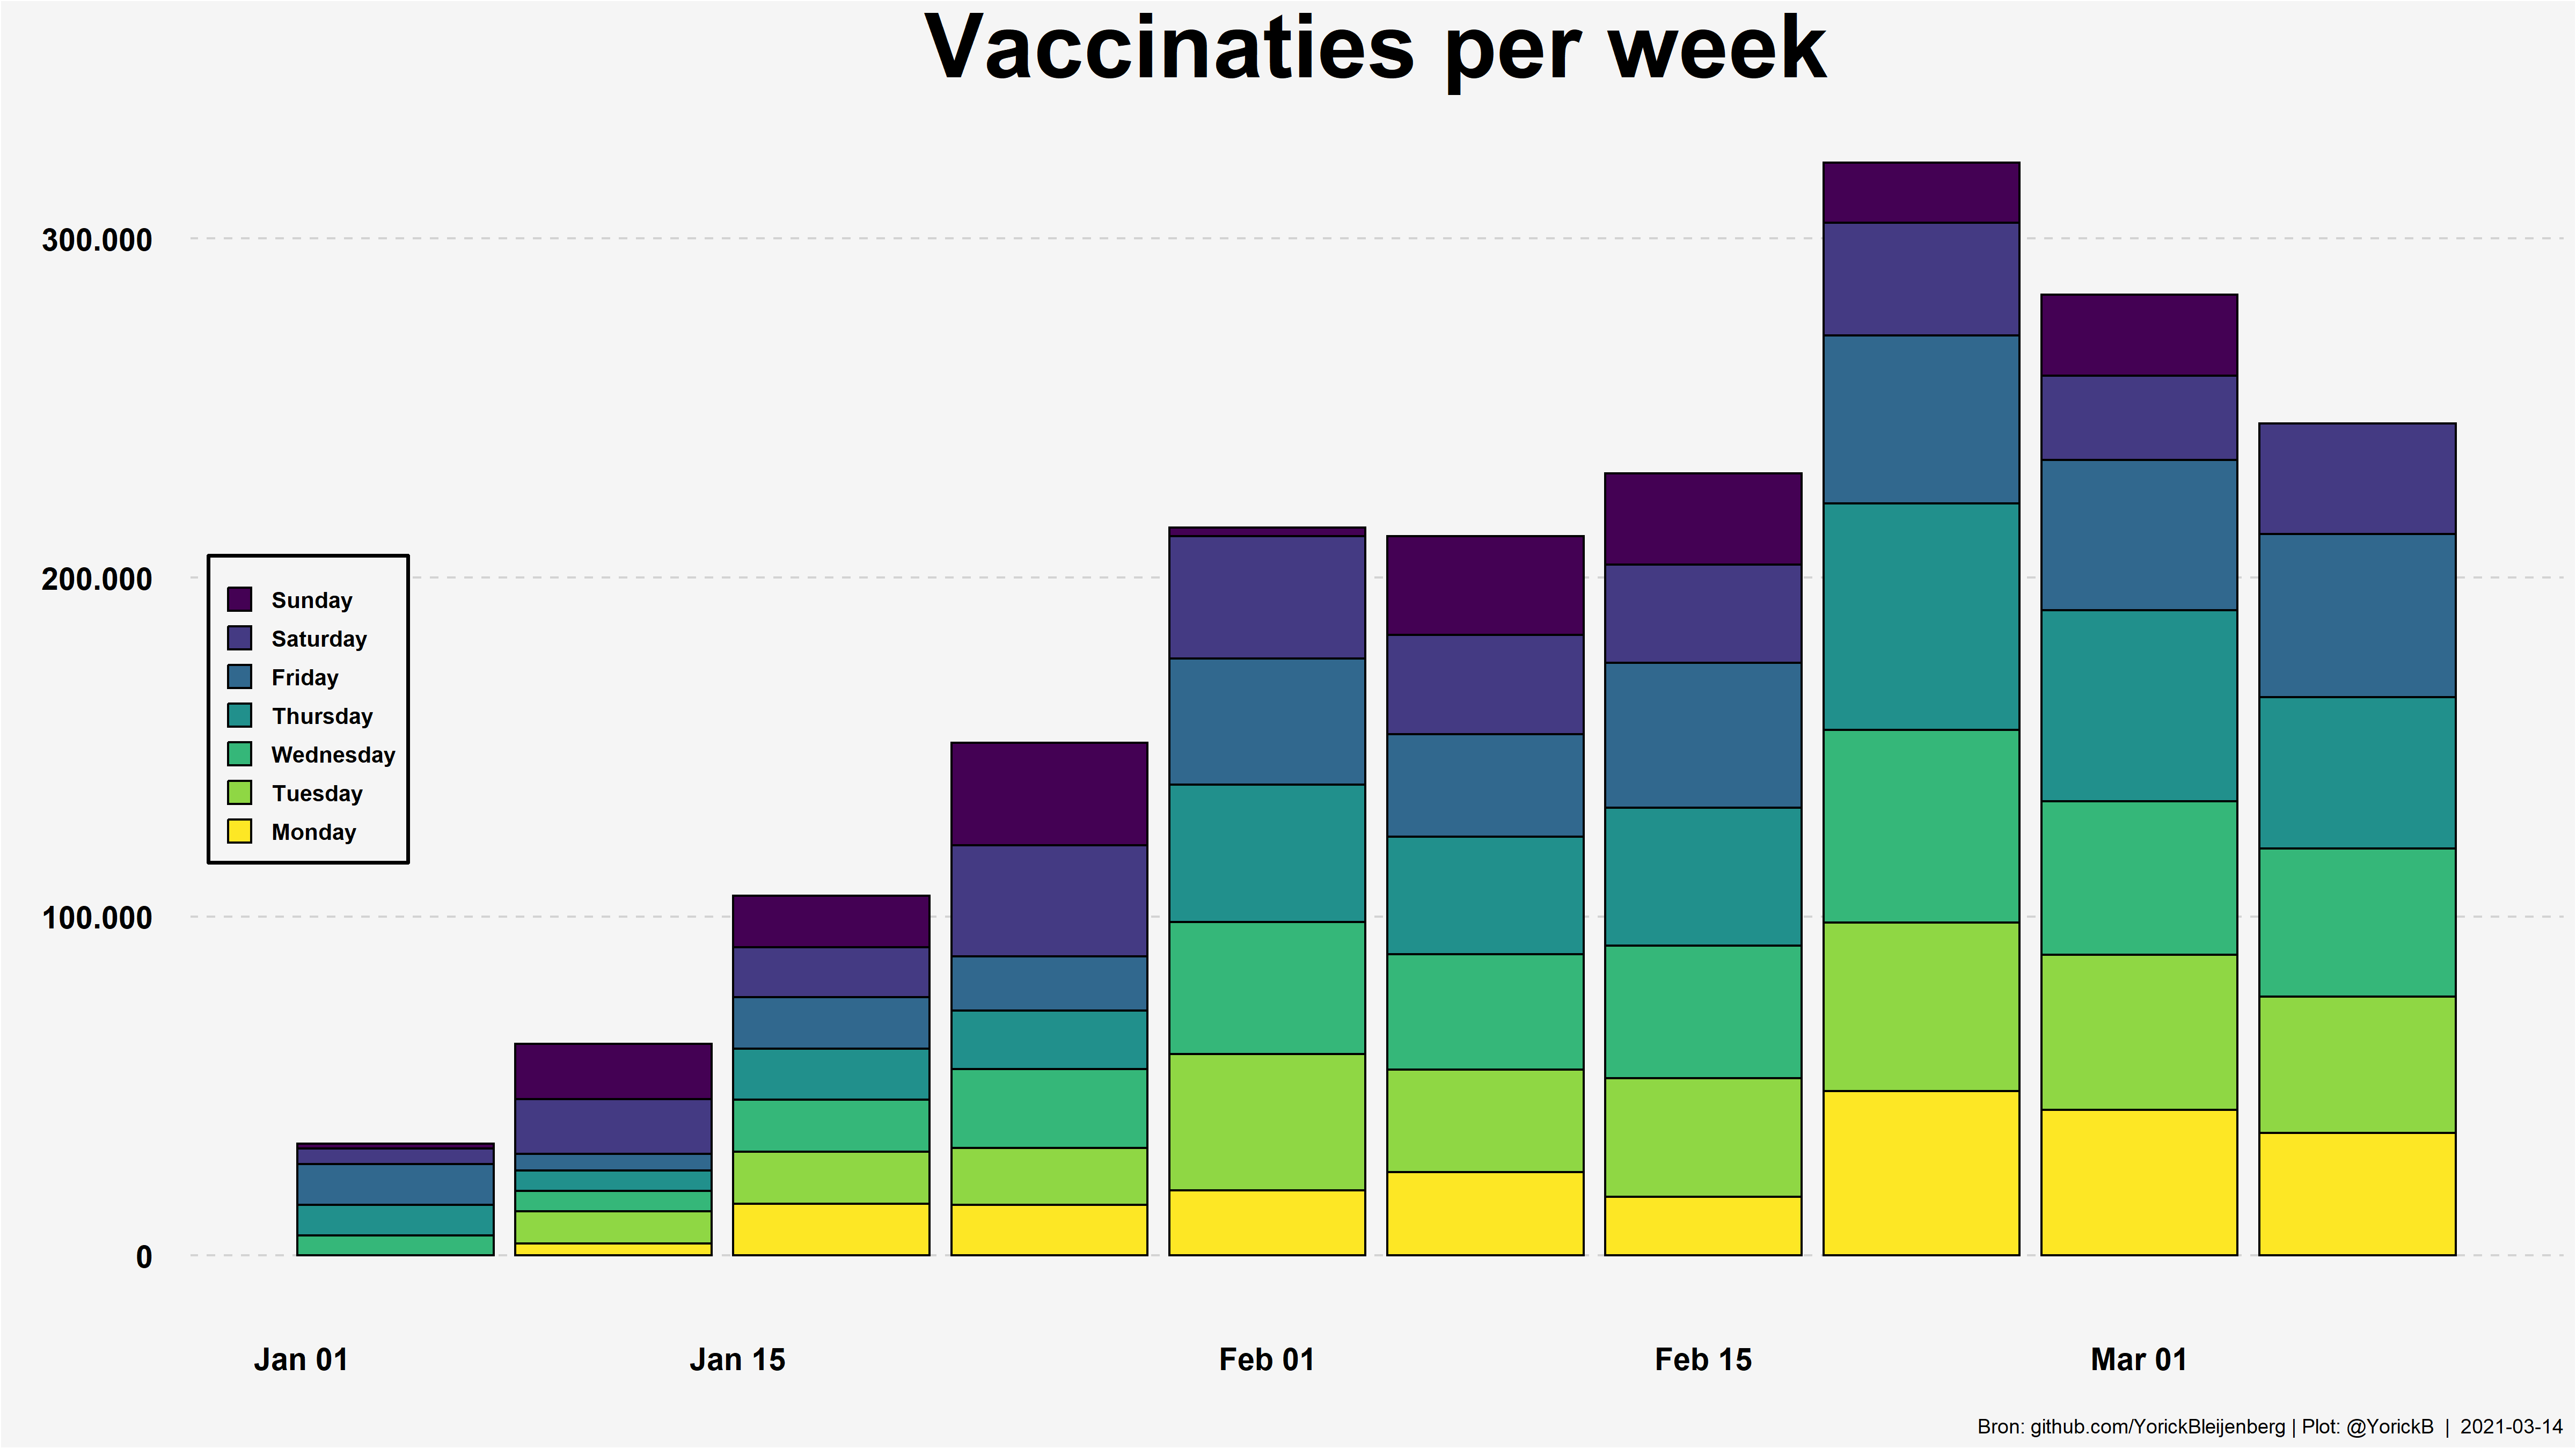 Vaccinaties per week
300.000
200.000
100.000
0
Sunday
Saturday
Friday
Thursday
Wednesday
Tuesday
Monday
Jan 01
Jan 15
Feb 01
Feb 15
Mar 01
Bron: github.com/YorickBleijenberg | Plot: @YorickB | 2021-03-14